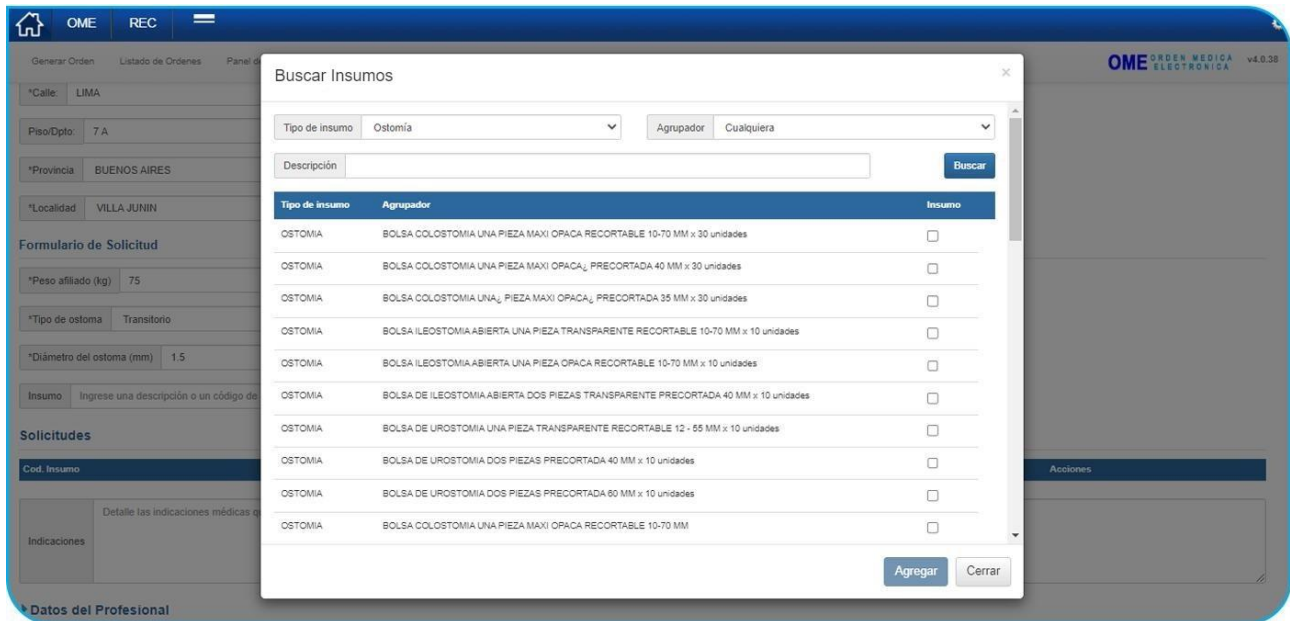 OME REC
Generar Orden Listado de Ordenes Panel d
OME ORDEN MEDICA ELECTRONICA v4.0.38
*Calle: LIMA
Piso/Dpto: 7 A
*Provincia BUENOS AIRES
*Localidad VILLA JUNIN
Formulario de Solicitud
*Peso afiliado (kg) 75
*Tipo de ostoma Transitorio
*Diámetro del ostoma (mm) 1.5
Insumo Ingrese una descripción o un código de
Solicitudes
Cod. Insumo Acciones
Detalle las indicaciones médicas q
Indicaciones
Datos del Profesional
Buscar Insumos ×
Tipo de insumo Ostomía Agrupador Cualquiera
Descripción Buscar
Tipo de insumo Agrupador Insumo
OSTOMIA BOLSA COLOSTOMIA UNA PIEZA MAXI OPACA RECORTABLE 10-70 MM x 30 unidades
OSTOMIA BOLSA COLOSTOMIA UNA PIEZA MAXI OPACA¿ PRECORTADA 40 MM x 30 unidades
OSTOMIA BOLSA COLOSTOMIA UNA¿ PIEZA MAXI OPACA¿ PRECORTADA 35 MM x 30 unidades
OSTOMIA BOLSA ILEOSTOMIA ABIERTA UNA PIEZA TRANSPARENTE RECORTABLE 10-70 MM x 10 unidades
OSTOMIA BOLSA ILEOSTOMIA ABIERTA UNA PIEZA OPACA RECORTABLE 10-70 MM x 10 unidades
OSTOMIA BOLSA DE ILEOSTOMIA ABIERTA DOS PIEZAS TRANSPARENTE PRECORTADA 40 MM x 10 unidades
OSTOMIA BOLSA DE UROSTOMIA UNA PIEZA TRANSPARENTE RECORTABLE 12 - 55 MM x 10 unidades
OSTOMIA BOLSA DE UROSTOMIA DOS PIEZAS PRECORTADA 40 MM x 10 unidades
OSTOMIA BOLSA DE UROSTOMIA DOS PIEZAS PRECORTADA 60 MM x 10 unidades
OSTOMIA BOLSA COLOSTOMIA UNA PIEZA MAXI OPACA RECORTABLE 10-70 MM
Agregar Cerrar